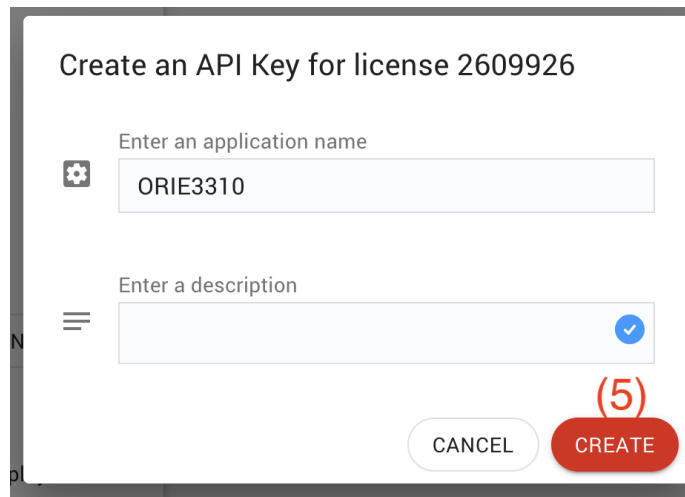 Create an API Key for license 2609926
Enter an application name
ORIE3310
Enter a description
(5)
CANCEL
CREATE